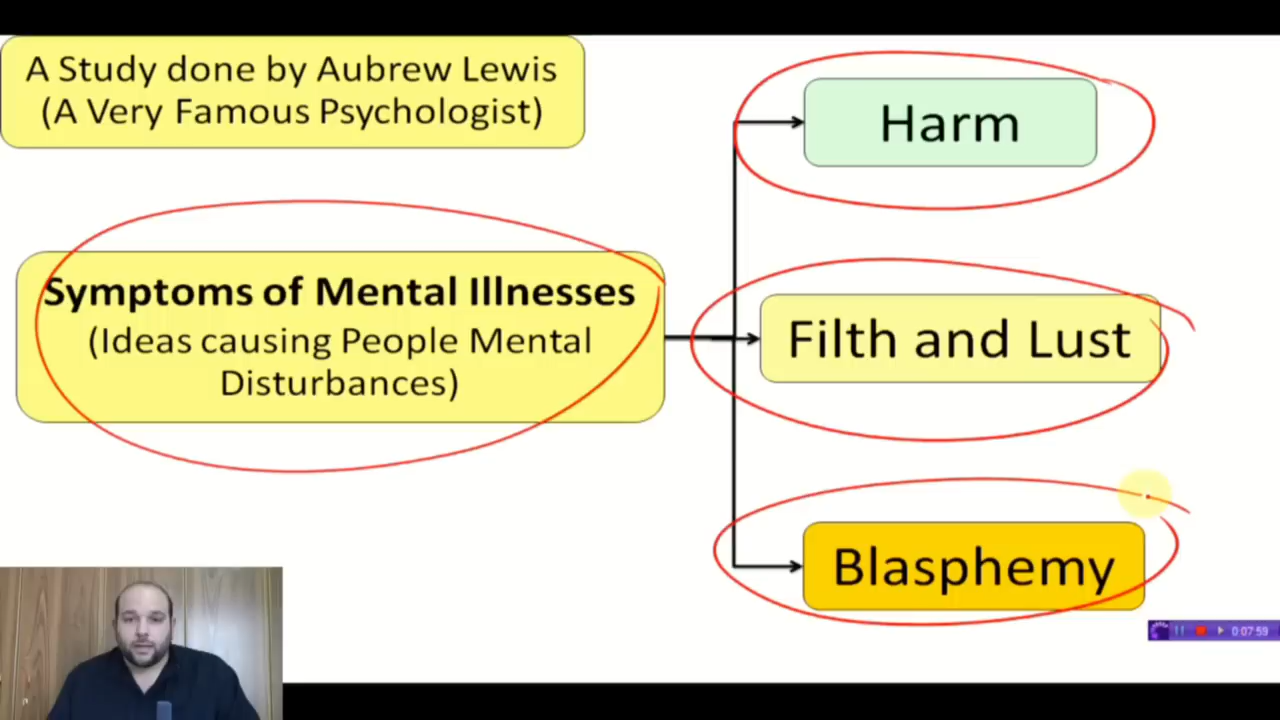 A Study done by Aubrew Lewis
(A Very Famous Psychologist)
Harm
Symptoms of Mental Illnesses
(Ideas causing People Mental
Disturbances)
Filth and Lust
Blasphemy
0:07:59